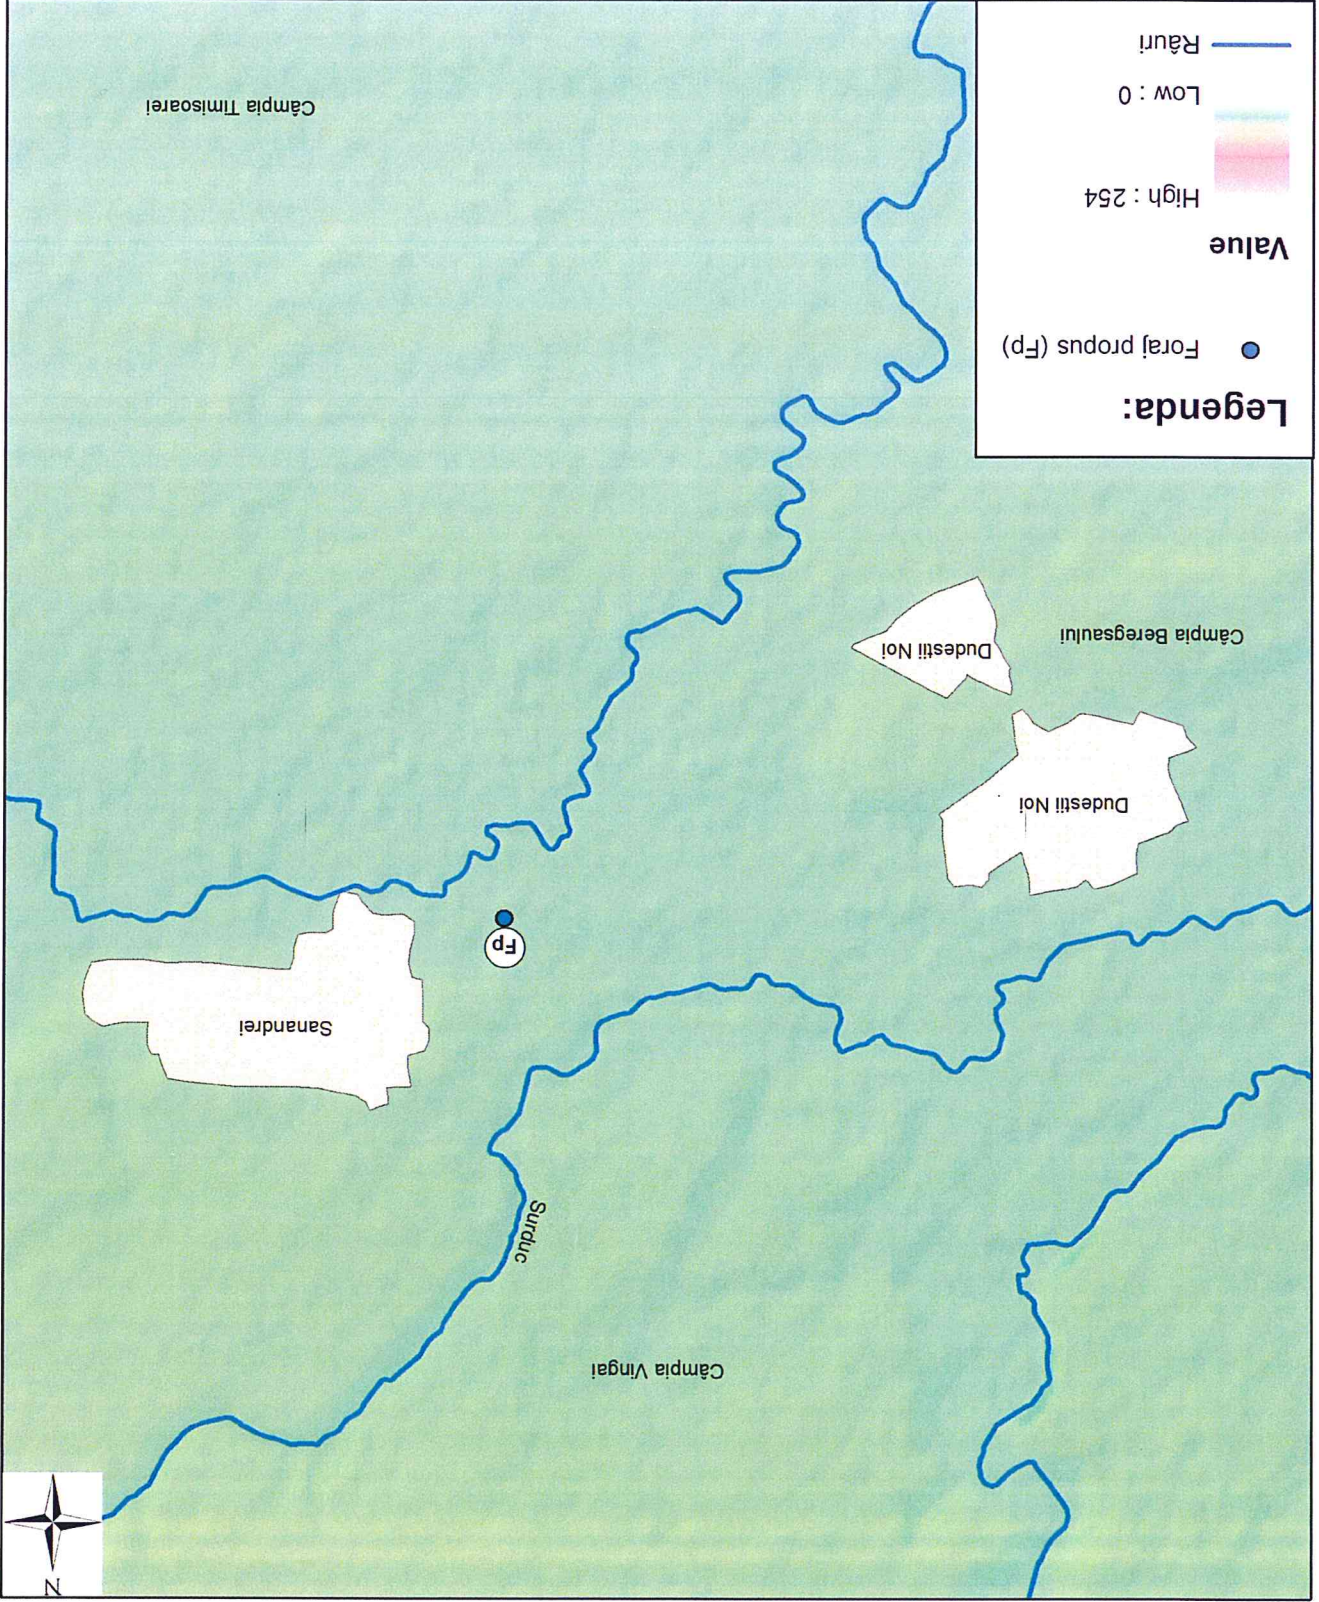 N
Câmpia Vingai
Surduc
Sanandrei
Fp
Dudestii Noi
Dudestii Noi
Câmpia Beregsaului
Câmpia Timisoarei
Legenda:
Foraj propus (Fp)
Value
High : 254
Low : 0
Râuri